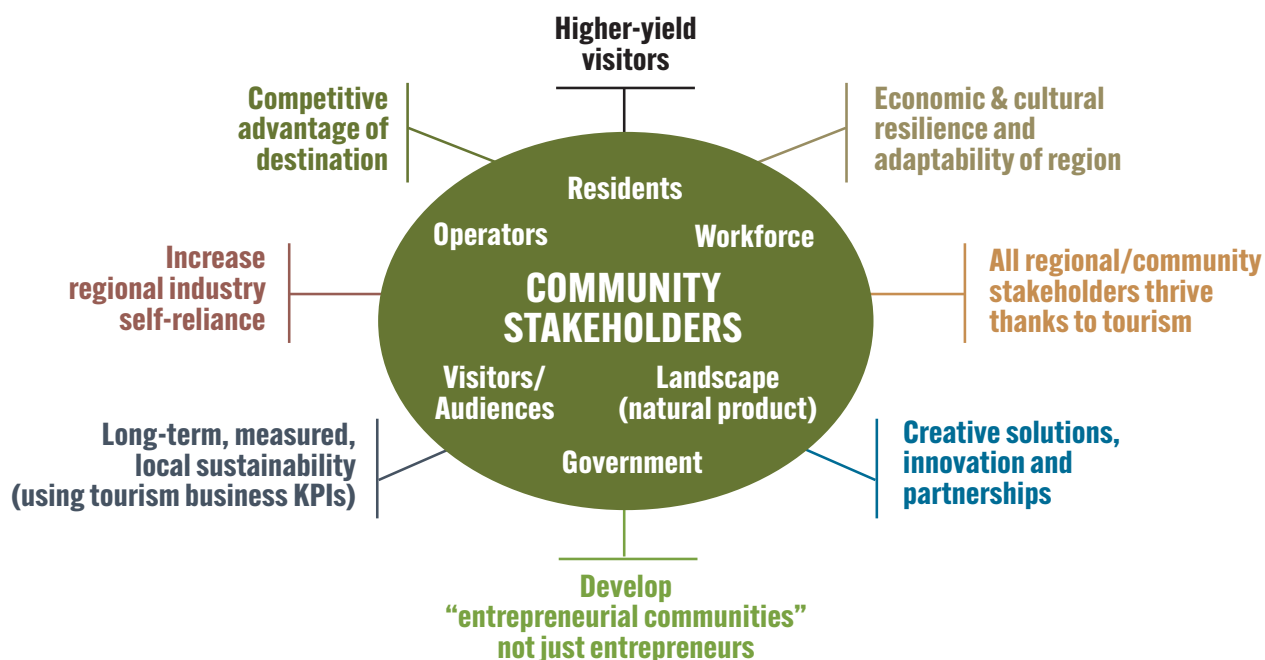 Higher-yield
visitors
Competitive
advantage of
destination
Economic & cultural
resilience and
adaptability of region
Residents
Operators
Workforce
Increase
regional industry
self-reliance
COMMUNITY
STAKEHOLDERS
All regional/community
stakeholders thrive
thanks to tourism
Visitors/
Audiences
Landscape
(natural product)
Long-term, measured,
local sustainability
(using tourism business KPIs)
Government
Creative solutions,
innovation and
partnerships
Develop
“entrepreneurial communities”
not just entrepreneurs